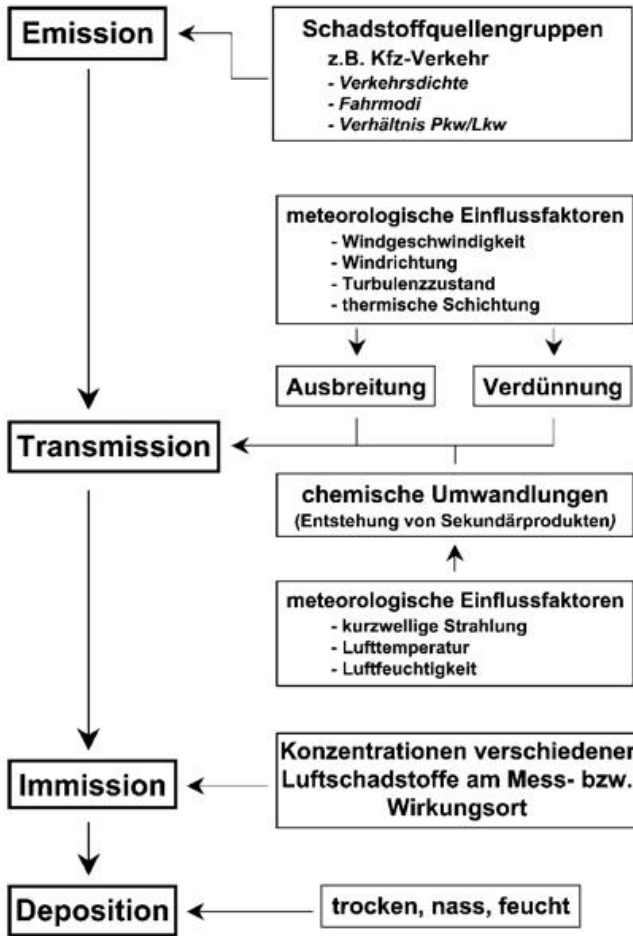 Emission
Schadstoffquellengruppen
z.B. Kfz-Verkehr
- Verkehrsdichte
- Fahrmodi
- Verhältnis Pkw/Lkw
meteorologische Einflussfaktoren
- Windgeschwindigkeit
- Windrichtung
- Turbulenzzustand
- thermische Schichtung
Ausbreitung
Verdünnung
Transmission
chemische Umwandlungen
(Entstehung von Sekundärprodukten)
meteorologische Einflussfaktoren
- kurzwellige Strahlung
- Lufttemperatur
- Luftfeuchtigkeit
Immission
Konzentrationen verschiedener
Luftschadstoffe am Mess- bzw.
Wirkungsort
Deposition
trocken, nass, feucht